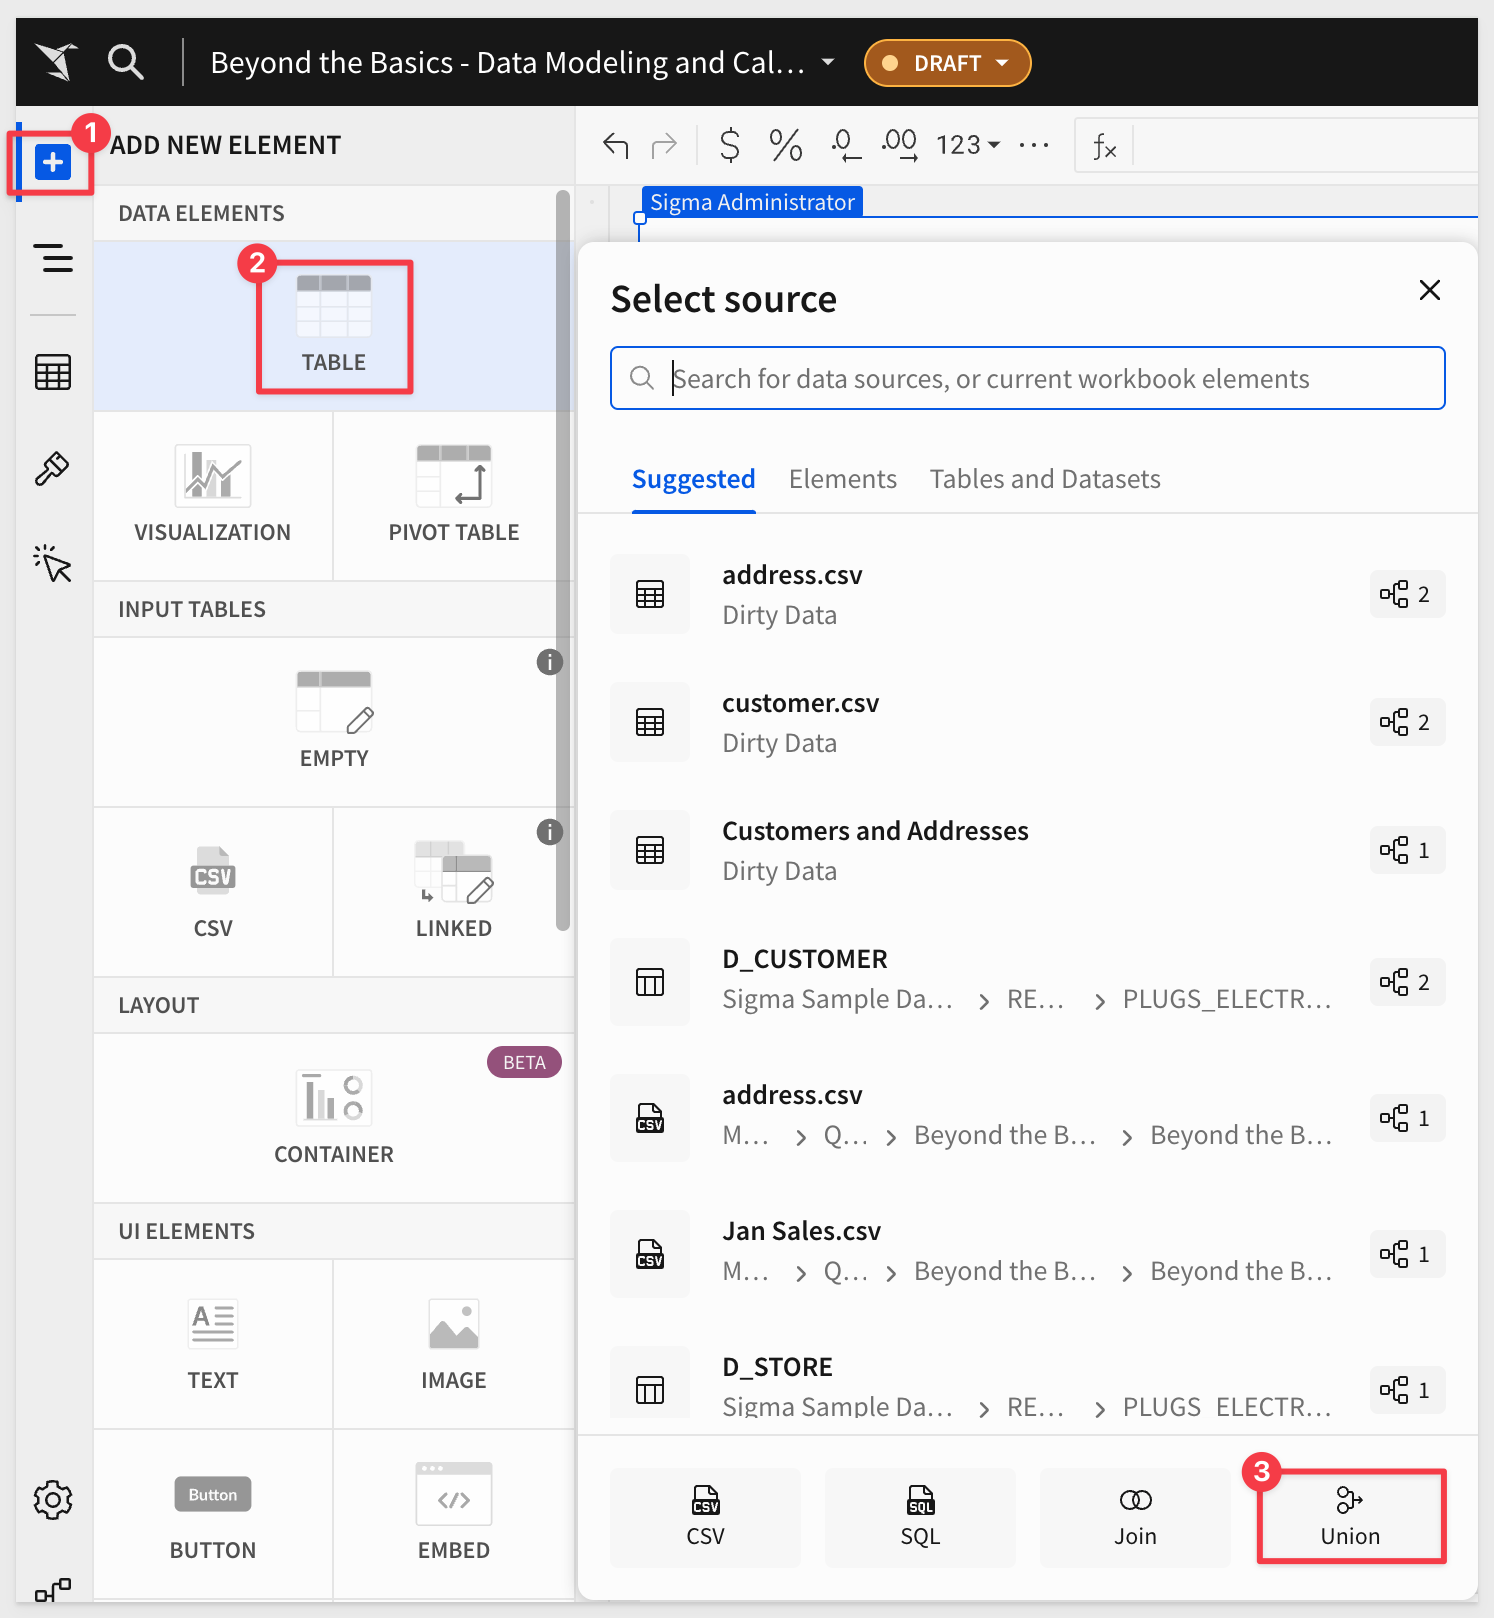 Beyond the Basics - Data Modeling and Cal...
DRAFT
1
ADD NEW ELEMENT
$ % .0 .00 123 ...
fx
DATA ELEMENTS
Sigma Administrator
2
TABLE
VISUALIZATION
PIVOT TABLE
INPUT TABLES
i
EMPTY
i
CSV
CSV
LINKED
LAYOUT
BETA
CONTAINER
UI ELEMENTS
A
TEXT
IMAGE
Button
BUTTON
</>
EMBED
Select source
Search for data sources, or current workbook elements
Suggested Elements Tables and Datasets
address.csv
Dirty Data
2
customer.csv
Dirty Data
2
Customers and Addresses
Dirty Data
1
D_CUSTOMER
Sigma Sample Da... > RE... > PLUGS_ELECTR...
2
CSV
address.csv
M... > Q... > Beyond the B... > Beyond the B...
1
CSV
Jan Sales.csv
M... > Q... > Beyond the B... > Beyond the B...
1
D_STORE
Sigma Sample Da... > RE... > PLUGS_ELECTR...
1
CSV
CSV
SQL
SQL
Join
3
Union